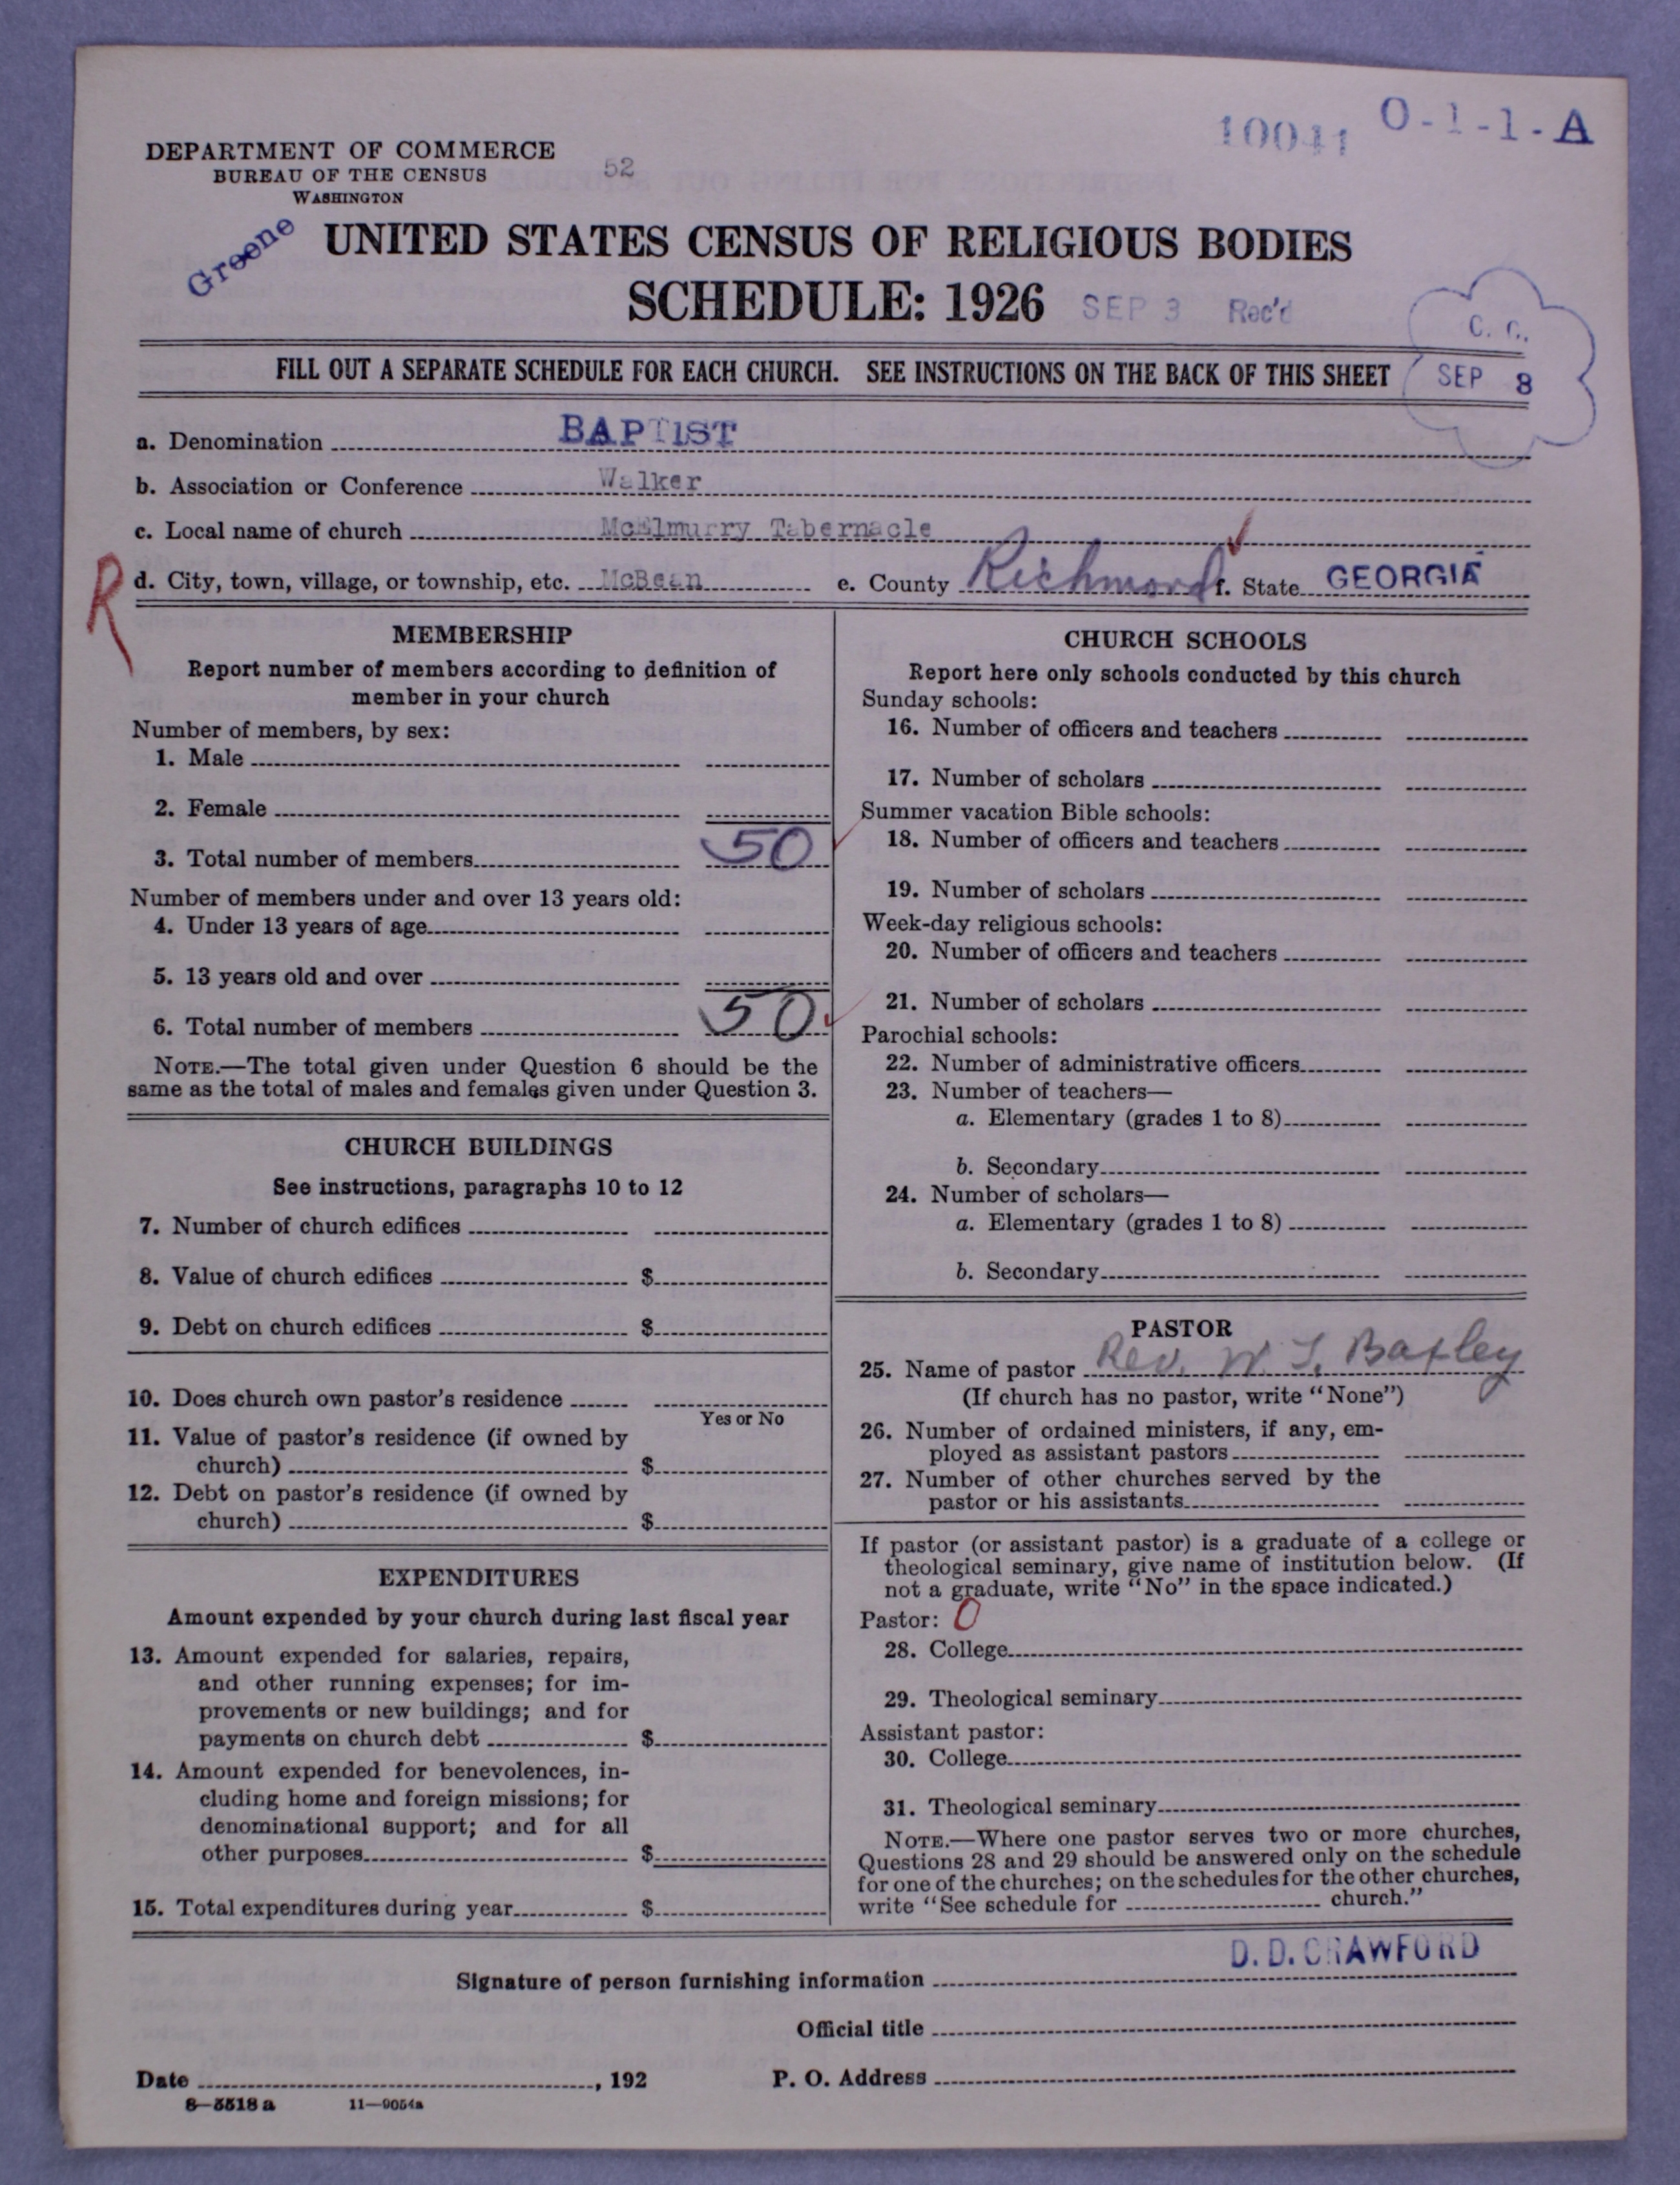 10041 O-1-1-A
DEPARTMENT OF COMMERCE
BUREAU OF THE CENSUS
WASHINGTON
52
Greene
UNITED STATES CENSUS OF RELIGIOUS BODIES
SCHEDULE: 1926
SEP 3 Rec'd
C. C.
SEP 8
FILL OUT A SEPARATE SCHEDULE FOR EACH CHURCH. SEE INSTRUCTIONS ON THE BACK OF THIS SHEET
a. Denomination BAPTIST
b. Association or Conference Walker
c. Local name of church McElmurry Tabernacle
R
d. City, town, village, or township, etc. McBean e. County Richmond f. State GEORGIA
MEMBERSHIP
Report number of members according to definition of
member in your church
Number of members, by sex:
1. Male
2. Female
3. Total number of members 50
Number of members under and over 13 years old:
4. Under 13 years of age
5. 13 years old and over
6. Total number of members 50
NOTE.—The total given under Question 6 should be the
same as the total of males and females given under Question 3.
CHURCH BUILDINGS
See instructions, paragraphs 10 to 12
7. Number of church edifices
8. Value of church edifices $
9. Debt on church edifices $
10. Does church own pastor's residence
Yes or No
11. Value of pastor's residence (if owned by
church) $
12. Debt on pastor's residence (if owned by
church) $
EXPENDITURES
Amount expended by your church during last fiscal year
13. Amount expended for salaries, repairs,
and other running expenses; for im-
provements or new buildings; and for
payments on church debt $
14. Amount expended for benevolences, in-
cluding home and foreign missions; for
denominational support; and for all
other purposes $
15. Total expenditures during year $
CHURCH SCHOOLS
Report here only schools conducted by this church
Sunday schools:
16. Number of officers and teachers
17. Number of scholars
Summer vacation Bible schools:
18. Number of officers and teachers
19. Number of scholars
Week-day religious schools:
20. Number of officers and teachers
21. Number of scholars
Parochial schools:
22. Number of administrative officers
23. Number of teachers—
a. Elementary (grades 1 to 8)
b. Secondary
24. Number of scholars—
a. Elementary (grades 1 to 8)
b. Secondary
PASTOR
25. Name of pastor Rev. W. L. Baxley
(If church has no pastor, write "None")
26. Number of ordained ministers, if any, em-
ployed as assistant pastors
27. Number of other churches served by the
pastor or his assistants
If pastor (or assistant pastor) is a graduate of a college or
theological seminary, give name of institution below. (If
not a graduate, write "No" in the space indicated.)
Pastor: 0
28. College
29. Theological seminary
Assistant pastor:
30. College
31. Theological seminary
NOTE.—Where one pastor serves two or more churches,
Questions 28 and 29 should be answered only on the schedule
for one of the churches; on the schedules for the other churches,
write "See schedule for church."
Signature of person furnishing information D. D. CRAWFORD
Official title
Date , 192 P. O. Address
8—5518 a 11—9054a